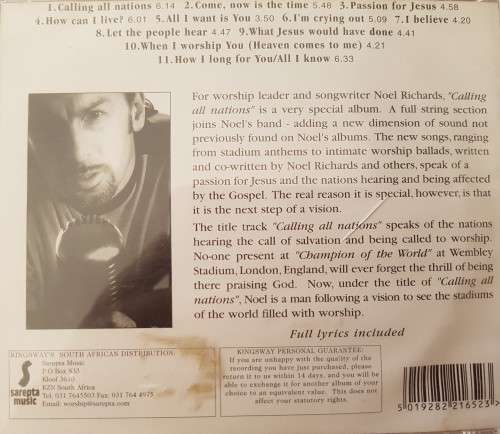 1.Calling all nations 6.14 2.Come, now is the time 5.48 3.Passion for Jesus 4.58
4.How can I live? 6.01 5.All I want is You 3.50 6.I'm crying out 5.09 7.I believe 4.20
8.Let the people hear 4.47 9.What Jesus would have done 4.41
10.When I worship You (Heaven comes to me) 4.21
11.How I long for You/All I know 6.33
For worship leader and songwriter Noel Richards, "Calling
all nations" is a very special album. A full string section
joins Noel's band - adding a new dimension of sound not
previously found on Noel's albums. The new songs, ranging
from stadium anthems to intimate worship ballads, written
and co-written by Noel Richards and others, speak of a
passion for Jesus and the nations hearing and being affected
by the Gospel. The real reason it is special, however, is that
it is the next step of a vision.
The title track "Calling all nations" speaks of the nations
hearing the call of salvation and being called to worship.
No-one present at "Champion of the World" at Wembley
Stadium, London, England, will ever forget the thrill of being
there praising God. Now, under the title of "Calling all
nations", Noel is a man following a vision to see the stadiums
of the world filled with worship.
Full lyrics included
KINGSWAY'S SOUTH AFRICAN DISTRIBUTION:
Sarepta Music
P O Box 933
Kloof 3640
KZN South Africa
Tel: 031 7645503 Fax: 031 764 4975
Email: worship@sarepta.com
sarepta
music
KINGSWAY PERSONAL GUARANTEE:
If you are unhappy with the quality of the
recording you have just purchased, please
return it to us within 14 days, and you will be
able to exchange it for another album of your
choice to an equivalent value. This does not
affect your statutory rights.
5 019282 216523